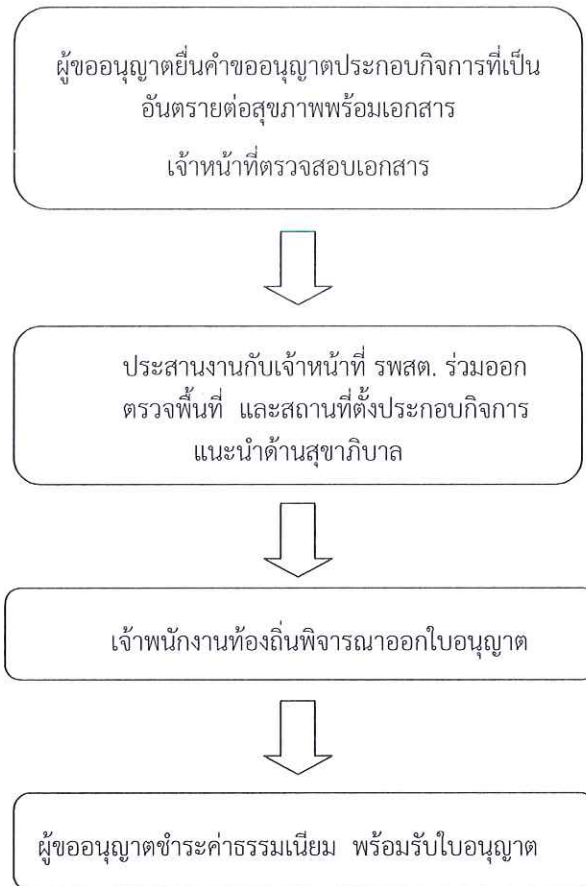 ผู้ขออนุญาตยื่นคำขออนุญาตประกอบกิจการที่เป็น
อันตรายต่อสุขภาพพร้อมเอกสาร
เจ้าหน้าที่ตรวจสอบเอกสาร
ประสานงานกับเจ้าหน้าที่ รพสต. ร่วมออก
ตรวจพื้นที่ และสถานที่ตั้งประกอบกิจการ
แนะนำด้านสุขาภิบาล
เจ้าพนักงานท้องถิ่นพิจารณาออกใบอนุญาต
ผู้ขออนุญาตชำระค่าธรรมเนียม พร้อมรับใบอนุญาต